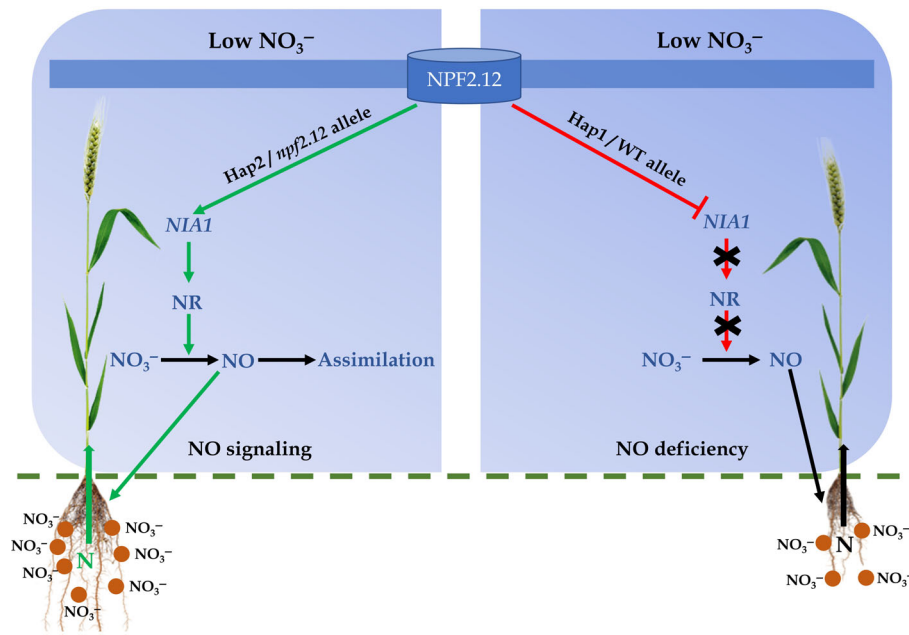 Low NO₃⁻
Low NO₃⁻
NPF2.12
Hap2/npf2.12 allele
Hap1/WT allele
NIA1
NIA1
NR
NR
NO₃⁻ NO Assimilation
NO₃⁻ NO
NO signaling
NO deficiency
NO₃⁻
NO₃⁻
NO₃⁻
NO₃⁻
N
NO₃⁻
NO₃⁻
NO₃⁻
NO₃⁻
NO₃⁻
NO₃⁻
N
NO₃⁻
NO₃⁻